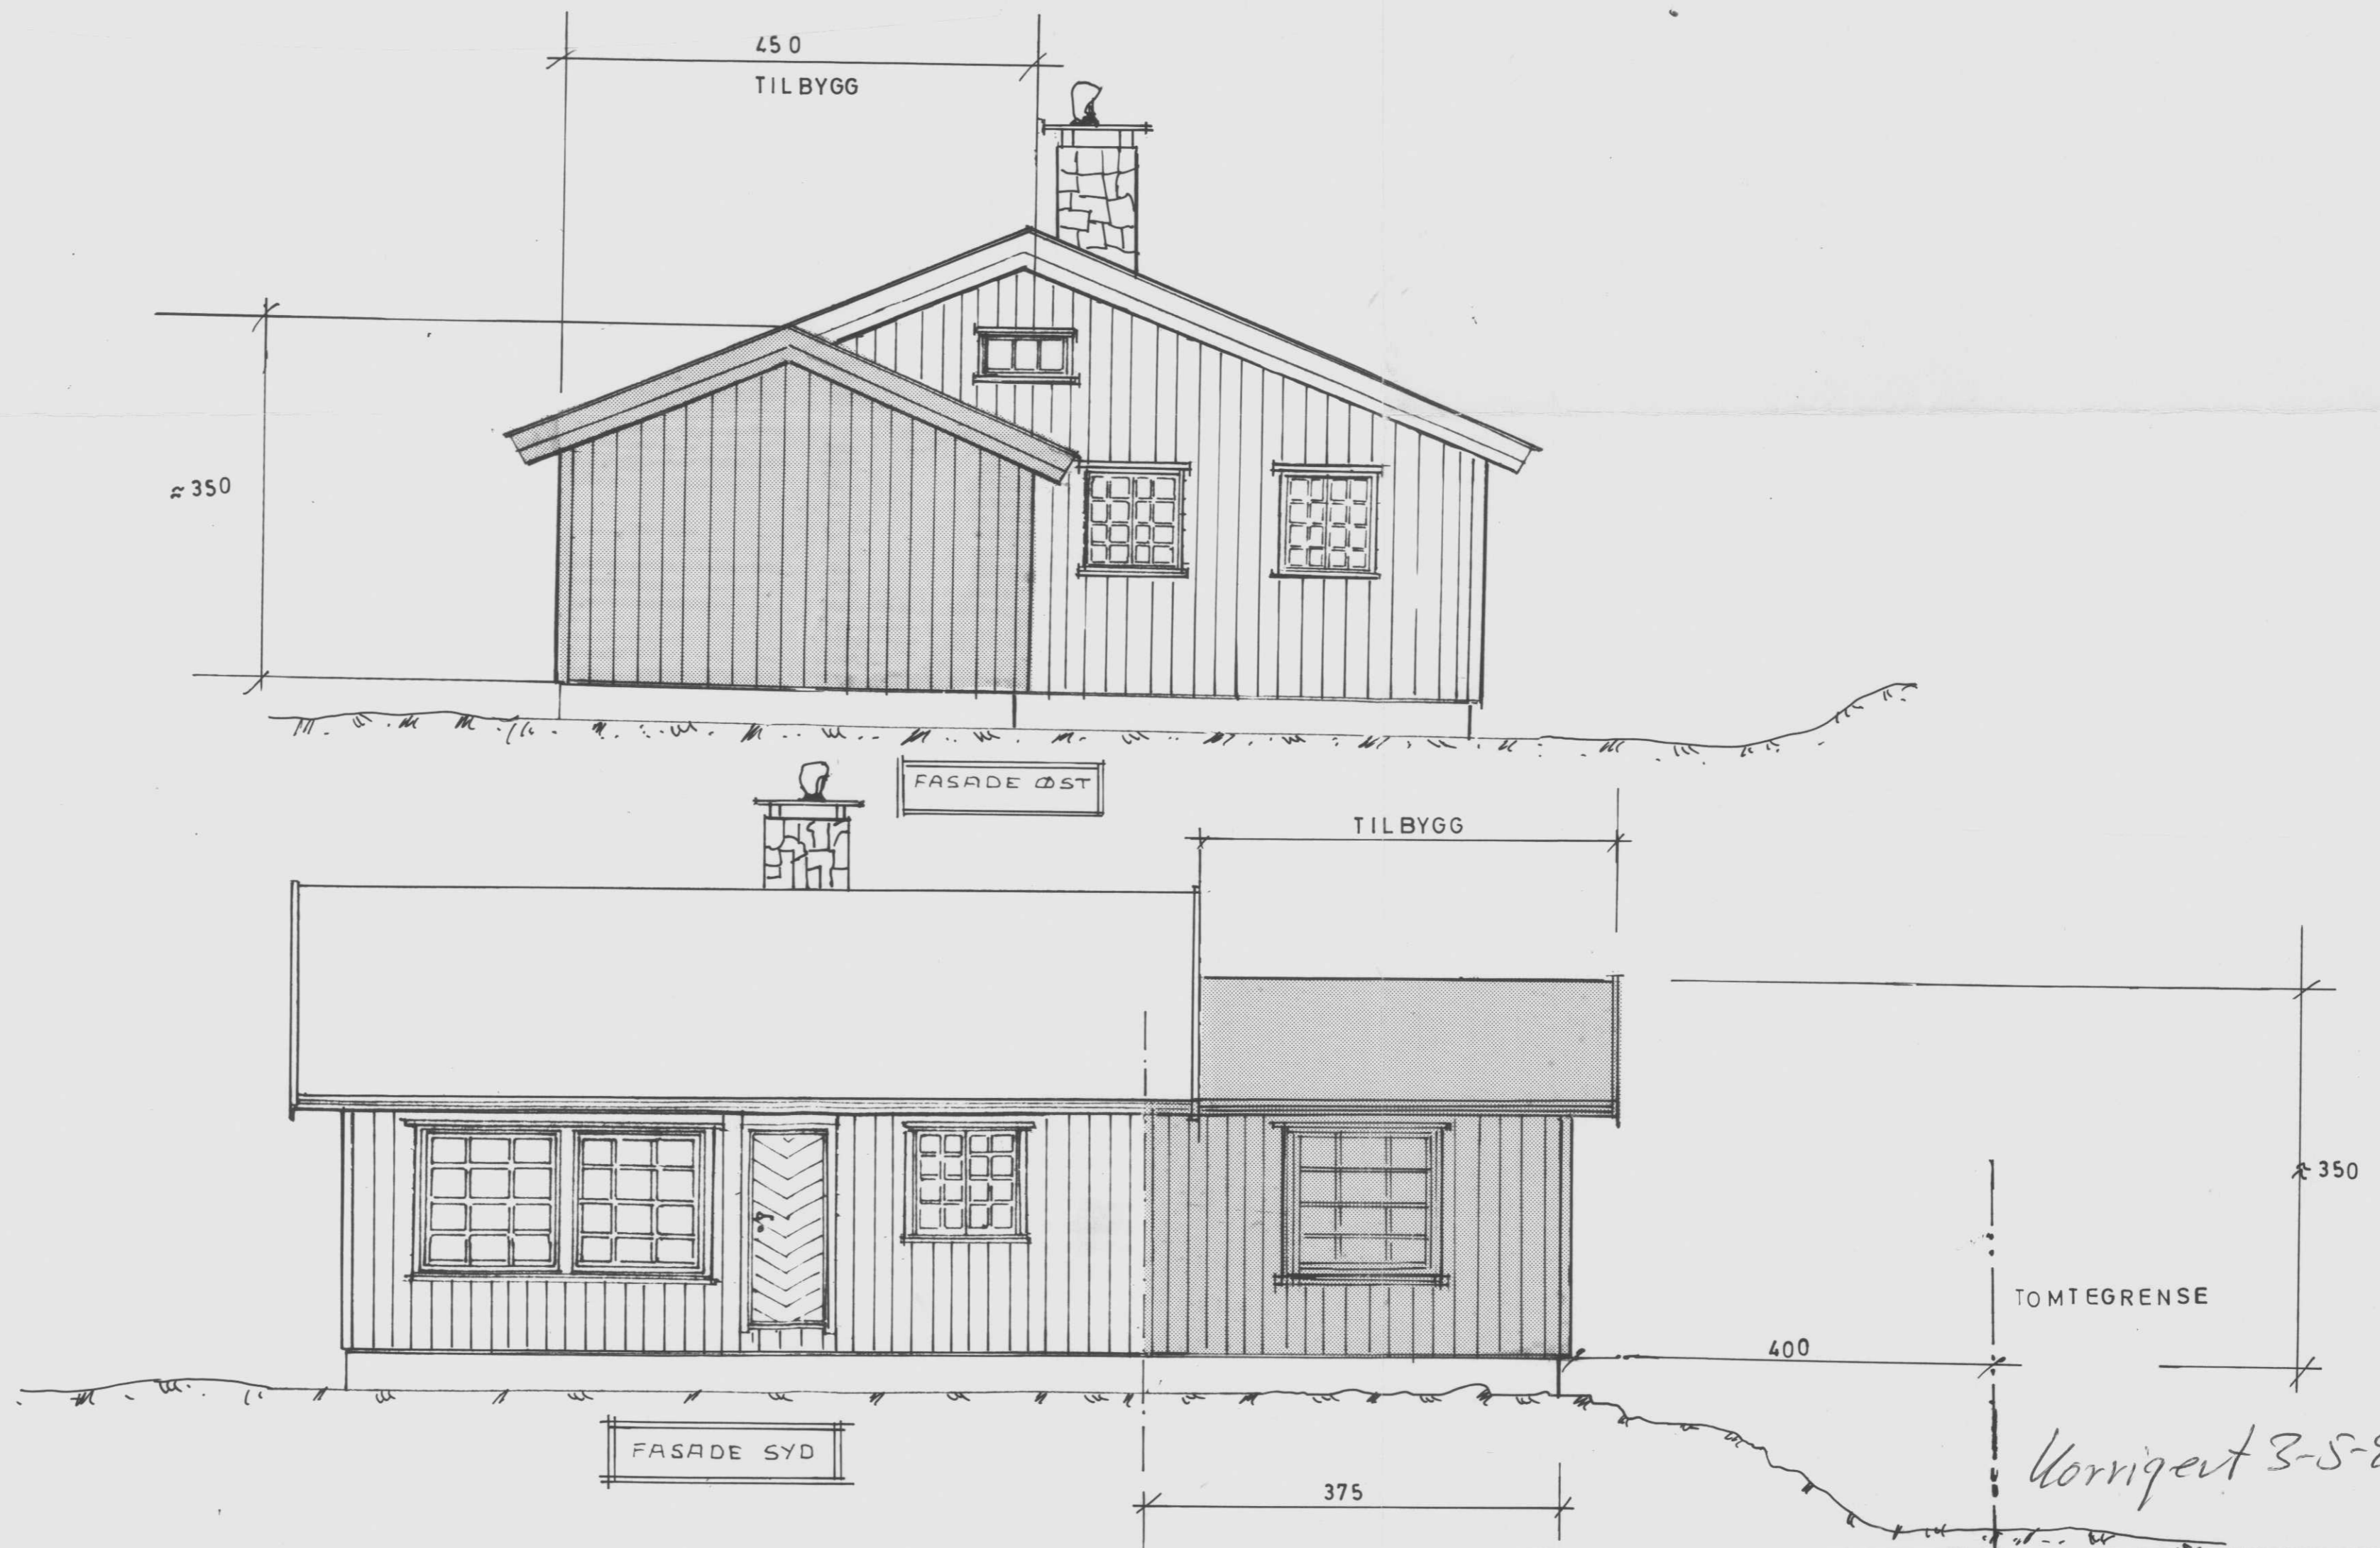 450
TILBYGG
≈350
FASADE ØST
TILBYGG
≈350
TOMTEGRENSE
400
FASADE SYD
Korrigert 3-5-
375